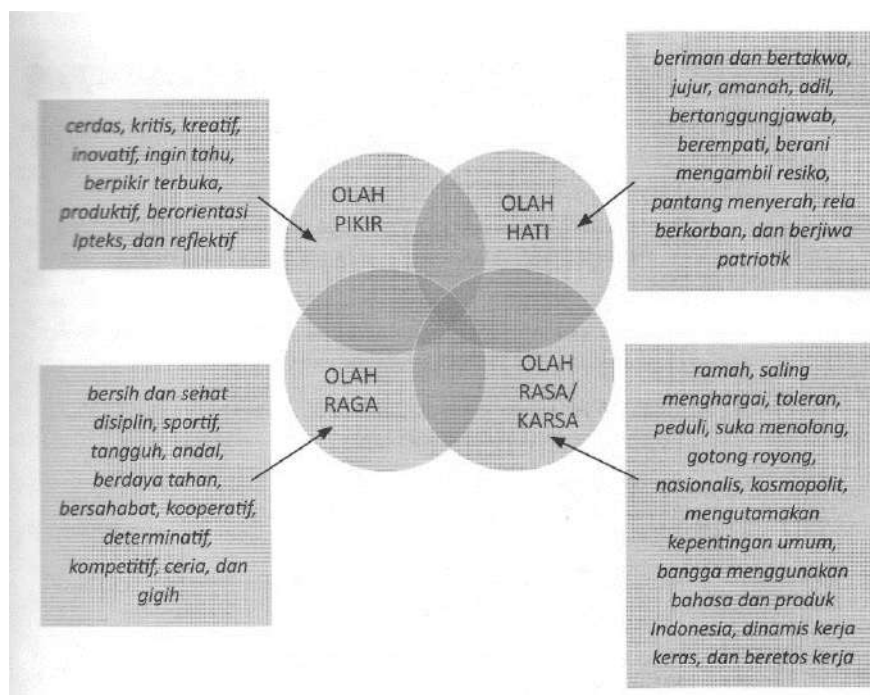 cerdas, kritis, kreatif,
inovatif, ingin tahu,
berpikir terbuka,
produktif, berorientasi
Ipteks, dan reflektif
beriman dan bertakwa,
jujur, amanah, adil,
bertanggungjawab,
berempati, berani
mengambil resiko,
pantang menyerah, rela
berkorban, dan berjiwa
patriotik
OLAH
PIKIR
OLAH
HATI
OLAH
RAGA
OLAH
RASA/
KARSA
bersih dan sehat
disiplin, sportif,
tangguh, andal,
berdaya tahan,
bersahabat, kooperatif,
determinatif,
kompetitif, ceria, dan
gigih
ramah, saling
menghargai, toleran,
peduli, suka menolong,
gotong royong,
nasionalis, kosmopolit,
mengutamakan
kepentingan umum,
bangga menggunakan
bahasa dan produk
Indonesia, dinamis kerja
keras, dan beretos kerja